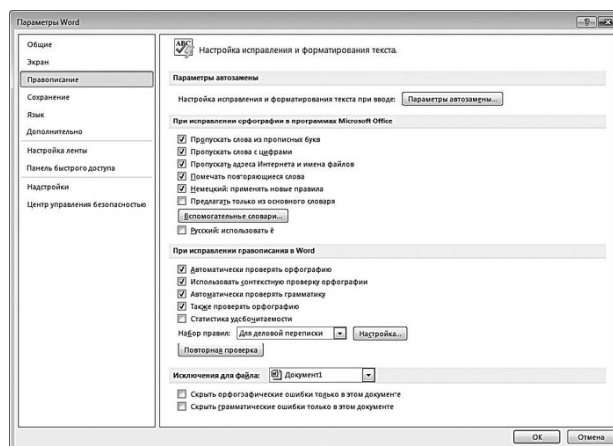 Параметры Word
Общие
Экран
Правописание
Сохранение
Язык
Дополнительно
Настройка ленты
Панель быстрого доступа
Надстройки
Центр управления безопасностью
ABC
Настройка исправления и форматирования текста.
Параметры автозамены
Настройка исправления и форматирования текста при вводе: Параметры автозамены...
При исправлении орфографии в программах Microsoft Office
Пропускать слова из прописных букв
Пропускать слова с цифрами
Пропускать адреса Интернета и имена файлов
Помечать повторяющиеся слова
Немецкий: применять новые правила
Предлагать только из основного словаря
Вспомогательные словари...
Русский: использовать ё
При исправлении правописания в Word
Автоматически проверять орфографию
Использовать контекстную проверку орфографии
Автоматически проверять грамматику
Также проверять орфографию
Статистика удобочитаемости
Набор правил: Для деловой переписки Настройка...
Повторная проверка
Исключения для файла: Документ1
Скрыть орфографические ошибки только в этом документе
Скрыть грамматические ошибки только в этом документе
ОК Отмена